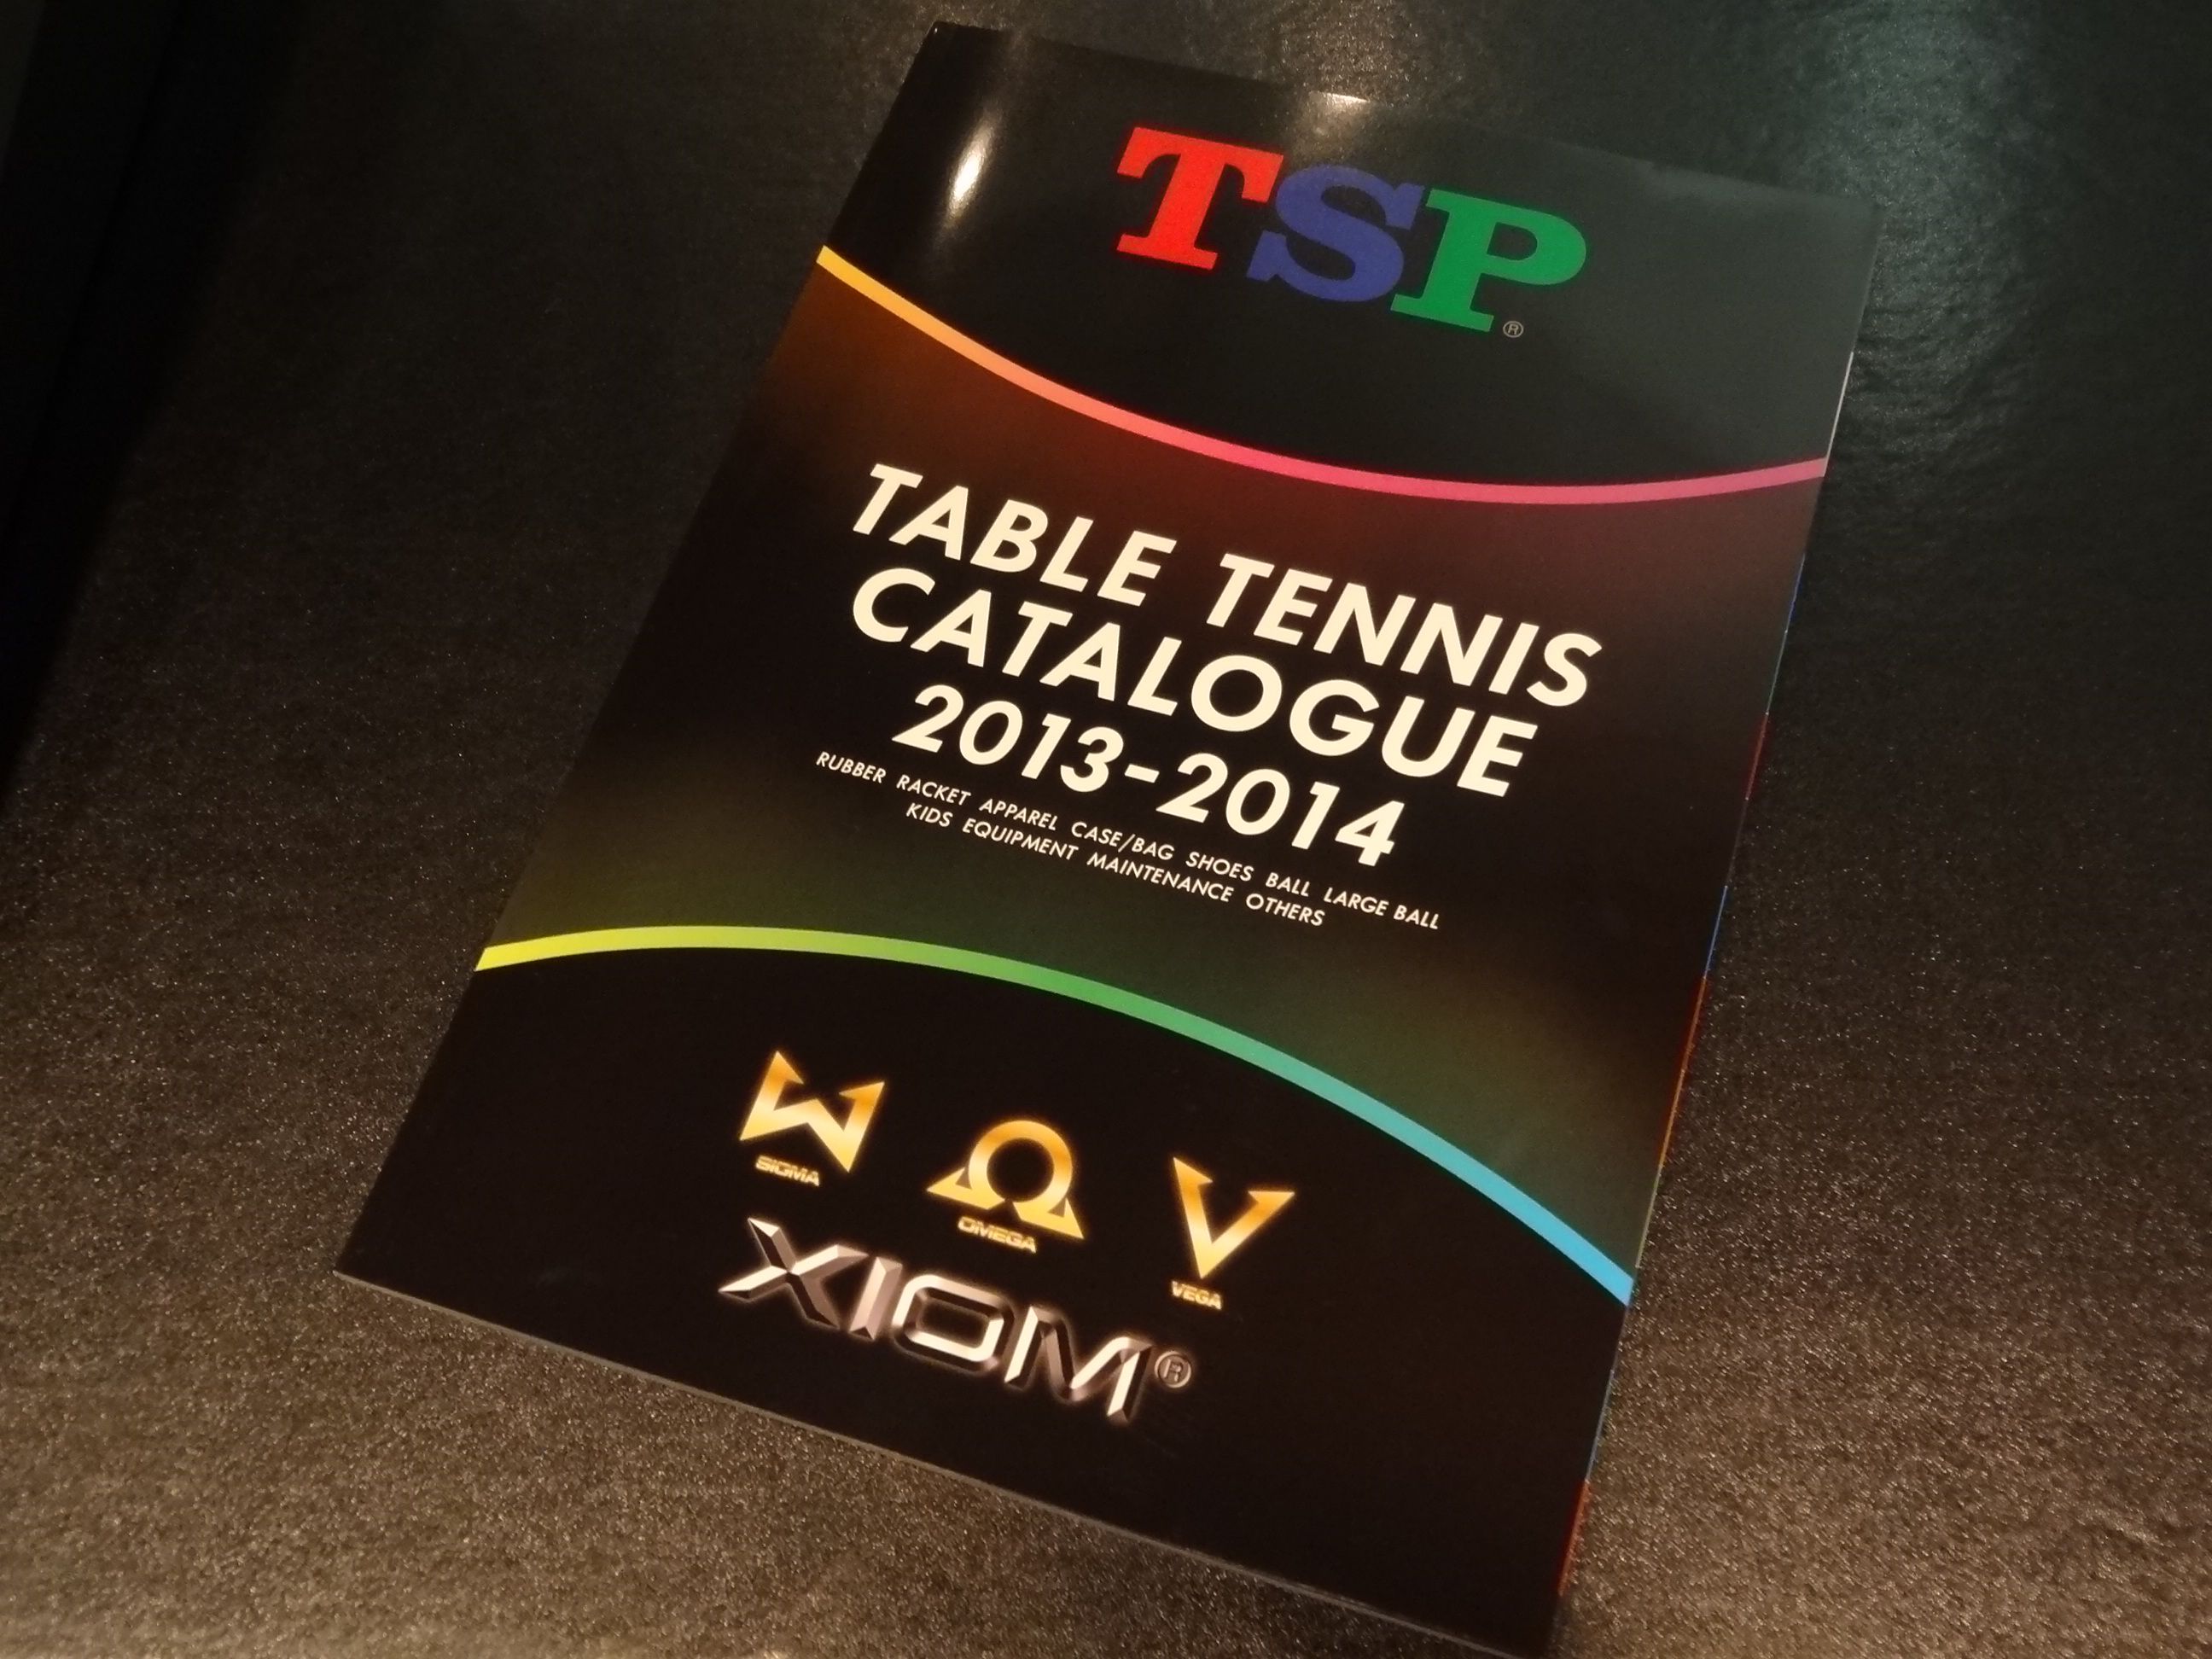 TSP®
TABLE TENNIS
CATALOGUE
2013-2014
RUBBER RACKET APPAREL CASE/BAG SHOES BALL LARGE BALL
KIDS EQUIPMENT MAINTENANCE OTHERS
SIGMA
OMEGA
VEGA
XIOM®